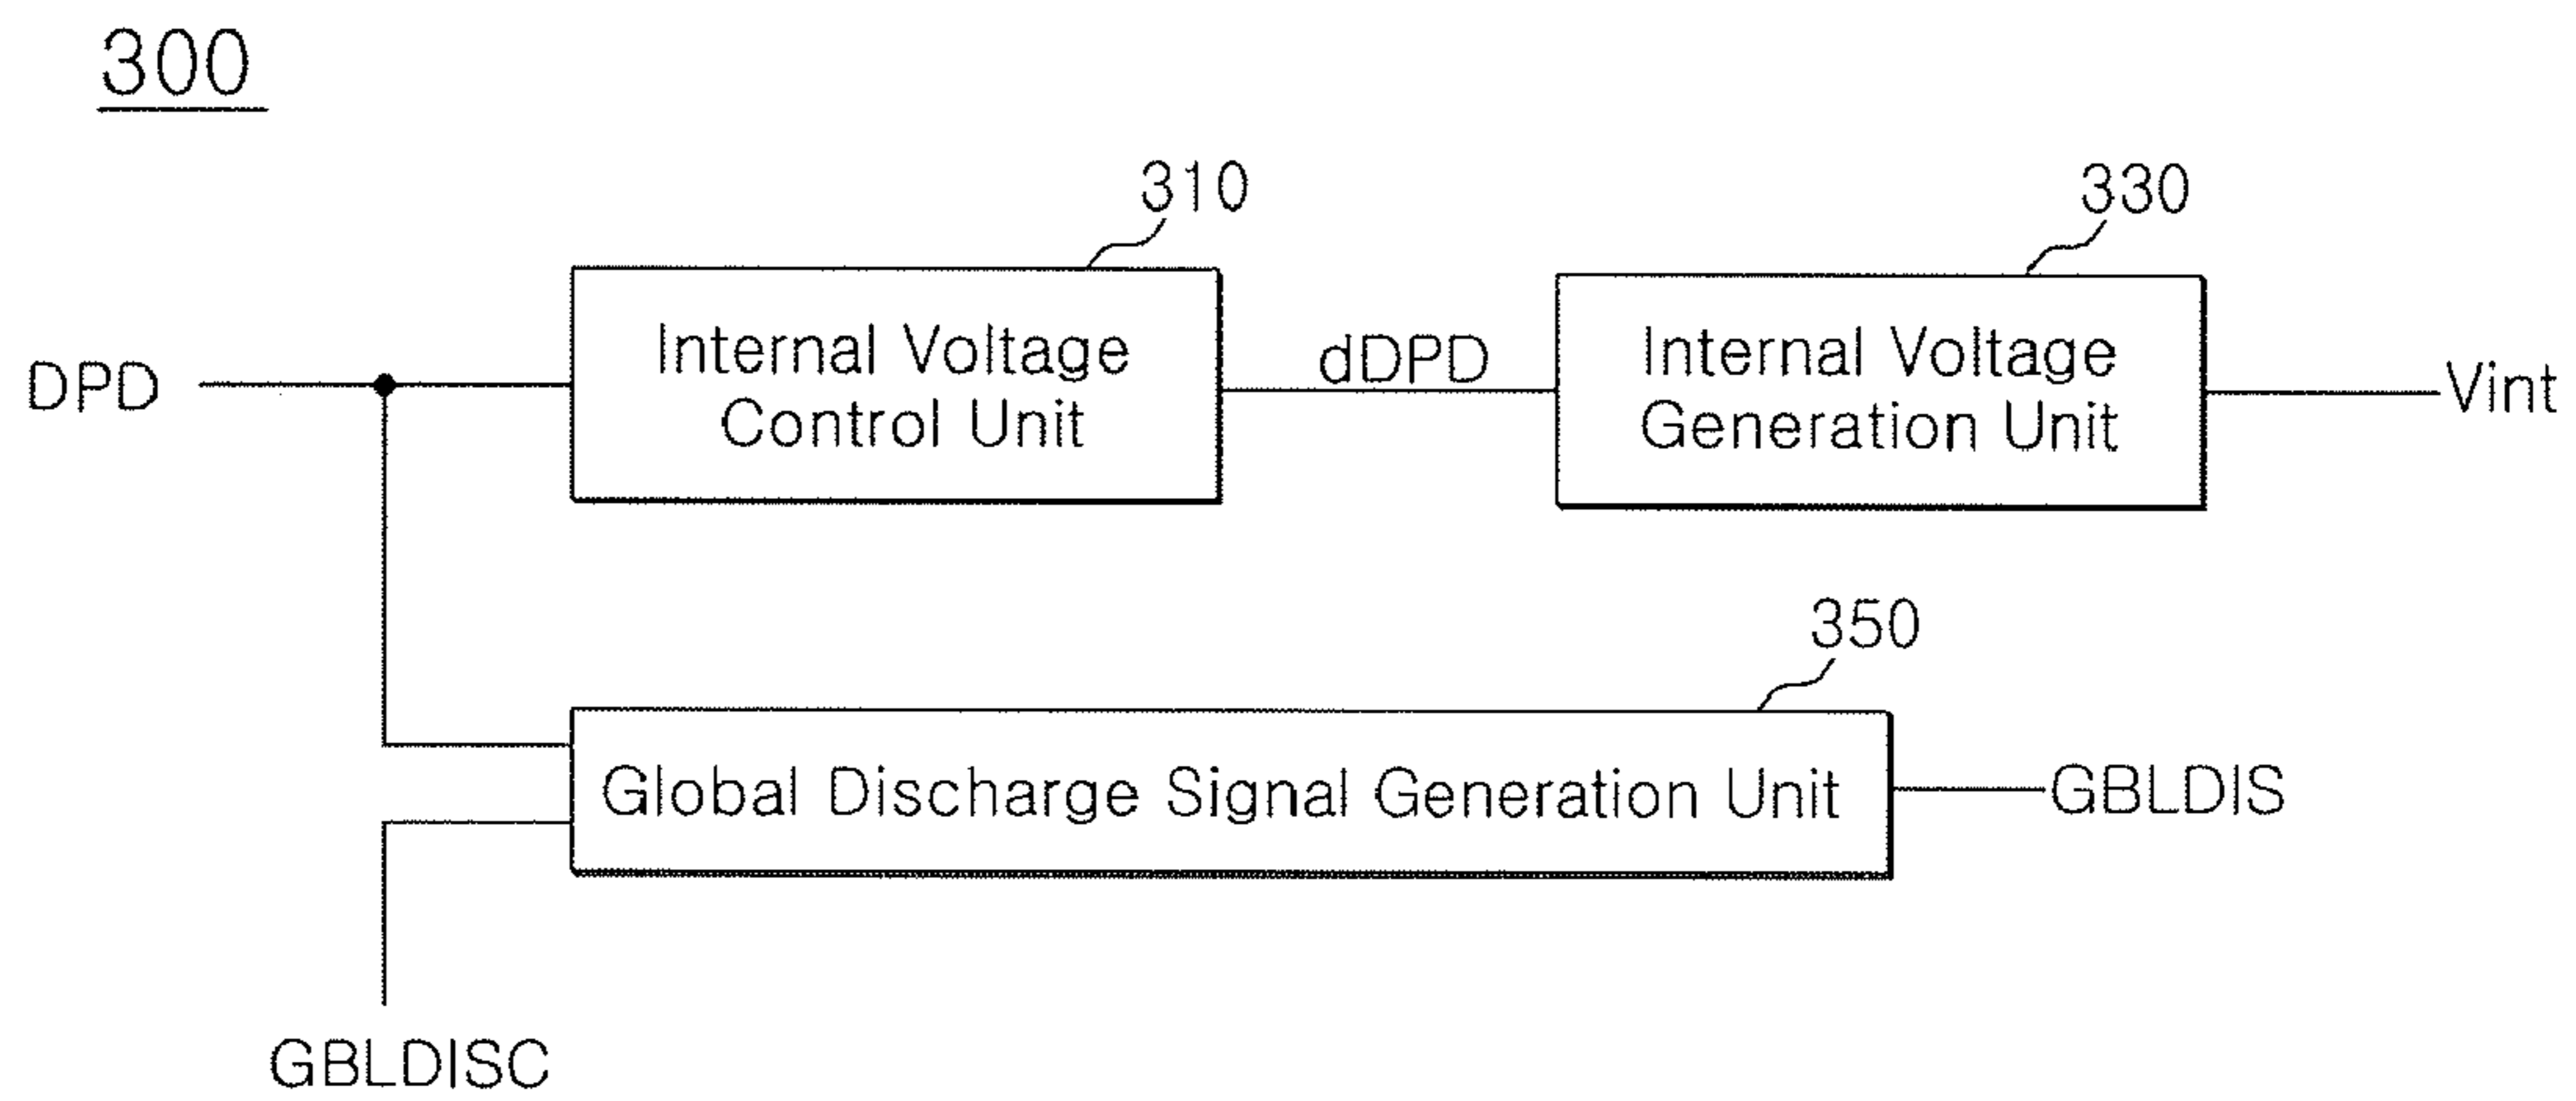 300
310
330
DPD
Internal Voltage
Control Unit
dDPD
Internal Voltage
Generation Unit
Vint
350
Global Discharge Signal Generation Unit
GBLDIS
GBLDISC